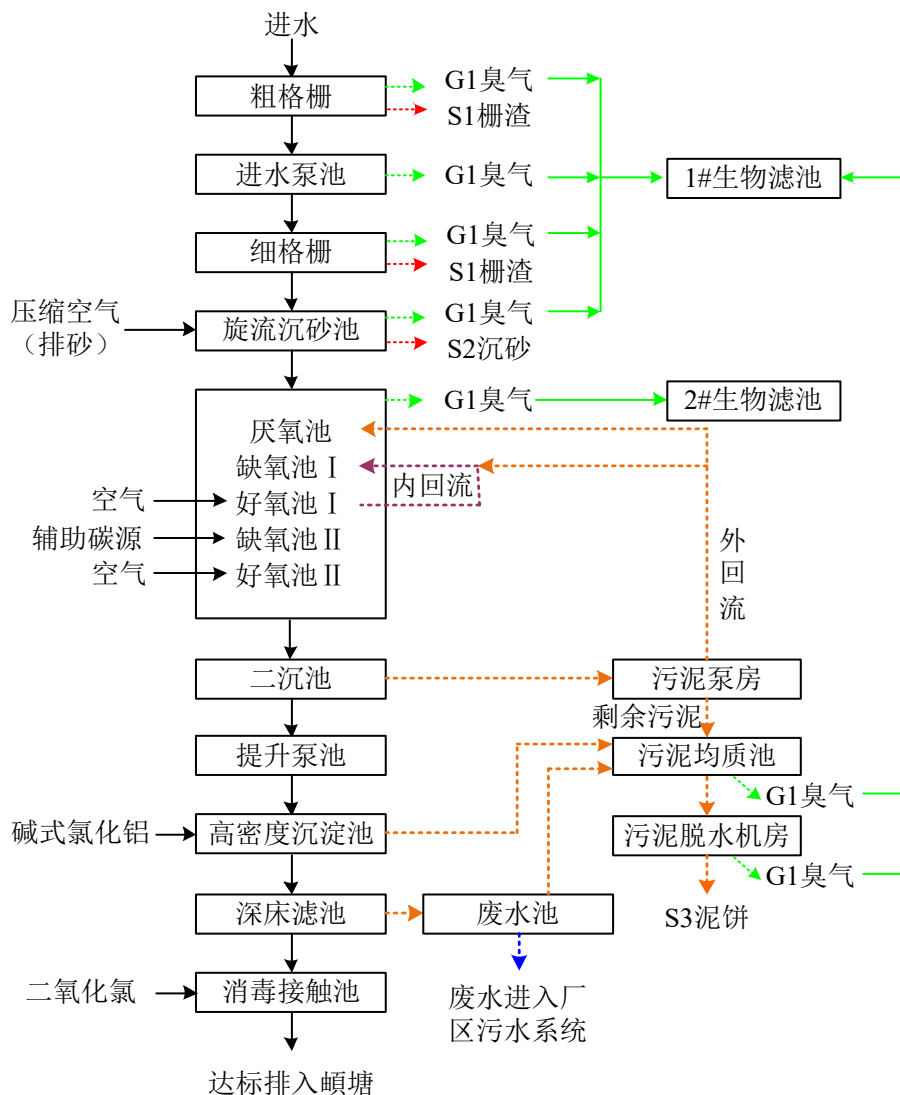 进水
粗格栅
G1臭气
S1栅渣
进水泵池
G1臭气
1#生物滤池
细格栅
G1臭气
S1栅渣
压缩空气
（排砂）
旋流沉砂池
G1臭气
S2沉砂
G1臭气
2#生物滤池
厌氧池
缺氧池Ⅰ
内回流
空气
好氧池Ⅰ
辅助碳源
缺氧池Ⅱ
空气
好氧池Ⅱ
外
回
流
二沉池
污泥泵房
剩余污泥
提升泵池
污泥均质池
G1臭气
碱式氯化铝
高密度沉淀池
污泥脱水机房
G1臭气
深床滤池
废水池
S3泥饼
二氧化氯
消毒接触池
废水进入厂
区污水系统
达标排入頔塘